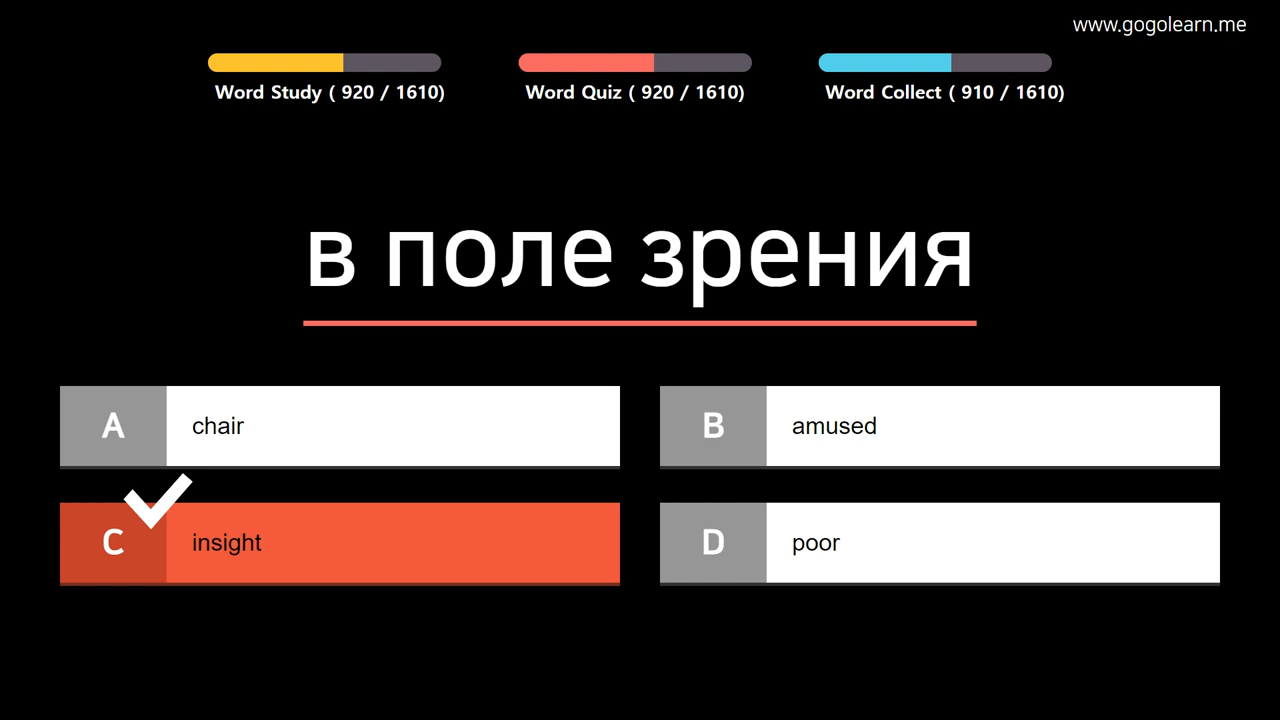 www.gogolearn.me
Word Study ( 920 / 1610)
Word Quiz ( 920 / 1610)
Word Collect ( 910 / 1610)
в поле зрения
A chair
B amused
C insight
D poor